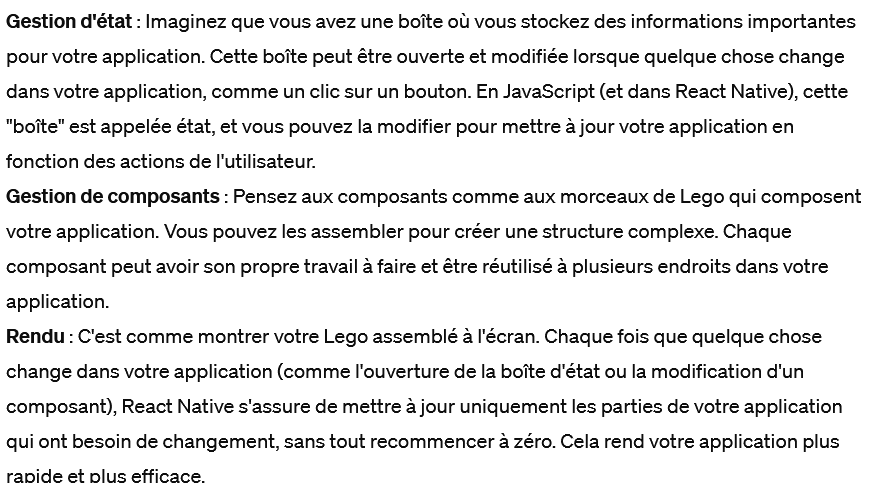 Gestion d'état : Imaginez que vous avez une boîte où vous stockez des informations importantes
pour votre application. Cette boîte peut être ouverte et modifiée lorsque quelque chose change
dans votre application, comme un clic sur un bouton. En JavaScript (et dans React Native), cette
"boîte" est appelée état, et vous pouvez la modifier pour mettre à jour votre application en
fonction des actions de l'utilisateur.
Gestion de composants : Pensez aux composants comme aux morceaux de Lego qui composent
votre application. Vous pouvez les assembler pour créer une structure complexe. Chaque
composant peut avoir son propre travail à faire et être réutilisé à plusieurs endroits dans votre
application.
Rendu : C'est comme montrer votre Lego assemblé à l'écran. Chaque fois que quelque chose
change dans votre application (comme l'ouverture de la boîte d'état ou la modification d'un
composant), React Native s'assure de mettre à jour uniquement les parties de votre application
qui ont besoin de changement, sans tout recommencer à zéro. Cela rend votre application plus
rapide et plus efficace.